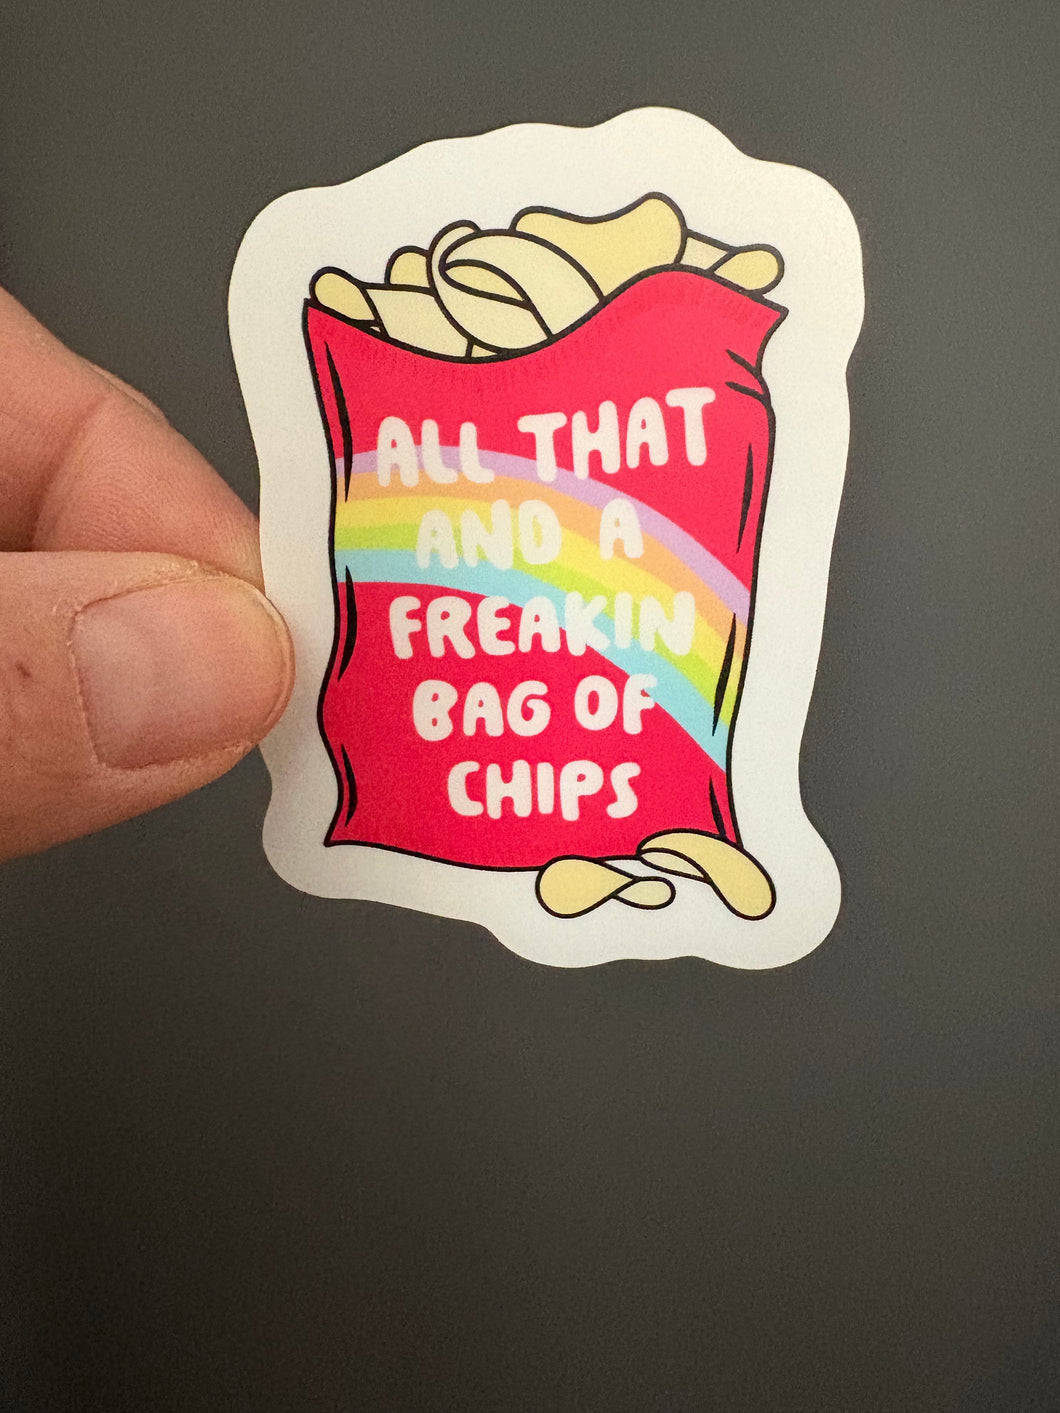 ALL THAT
AND A
FREAKIN
BAG OF
CHIPS